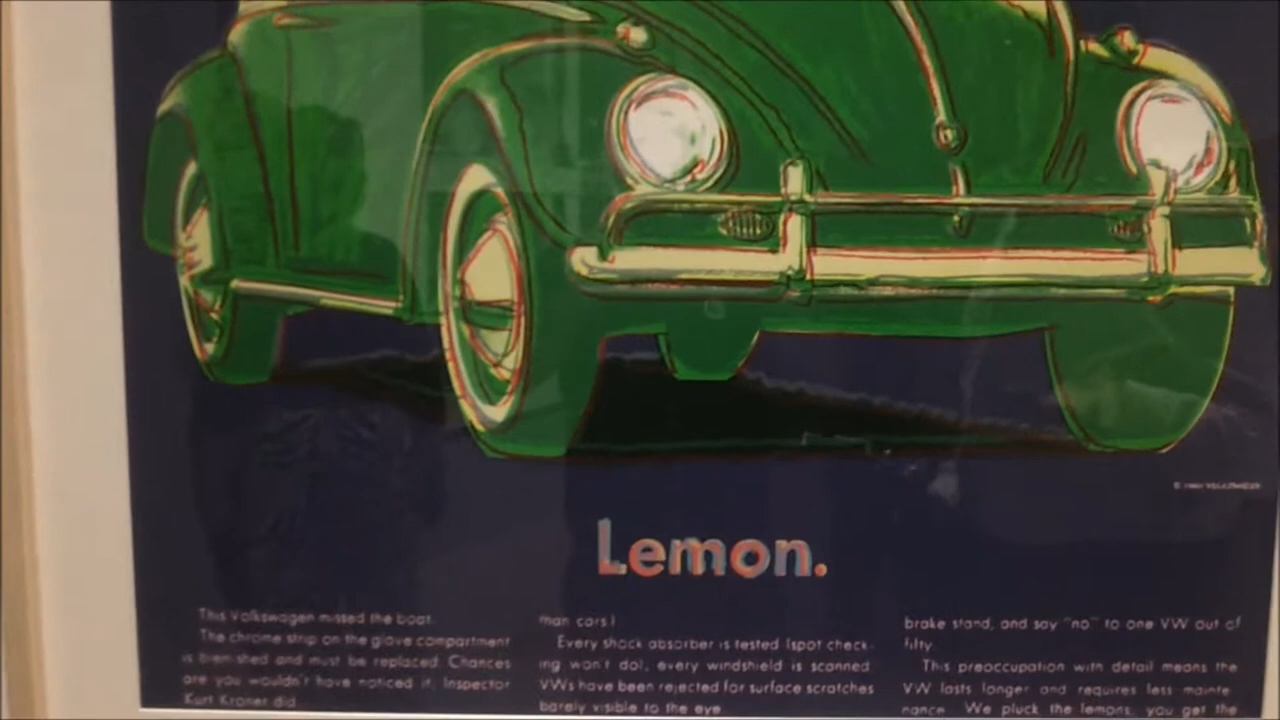 © 1960 VOLKSWAGEN
Lemon.
This Volkswagen missed the boat.
The chrome strip on the glove compartment
is blemished and must be replaced. Chances
are you wouldn't have noticed it; Inspector
Kurt Kroner did.
man cars!
Every shock absorber is tested (spot check-
ing won't do), every windshield is scanned
VWs have been rejected for surface scratches
barely visible to the eye
brake stand, and say "no" to one VW out of
fifty.
This preoccupation with detail means the
VW lasts longer and requires less mainte
nance. We pluck the lemons; you get the